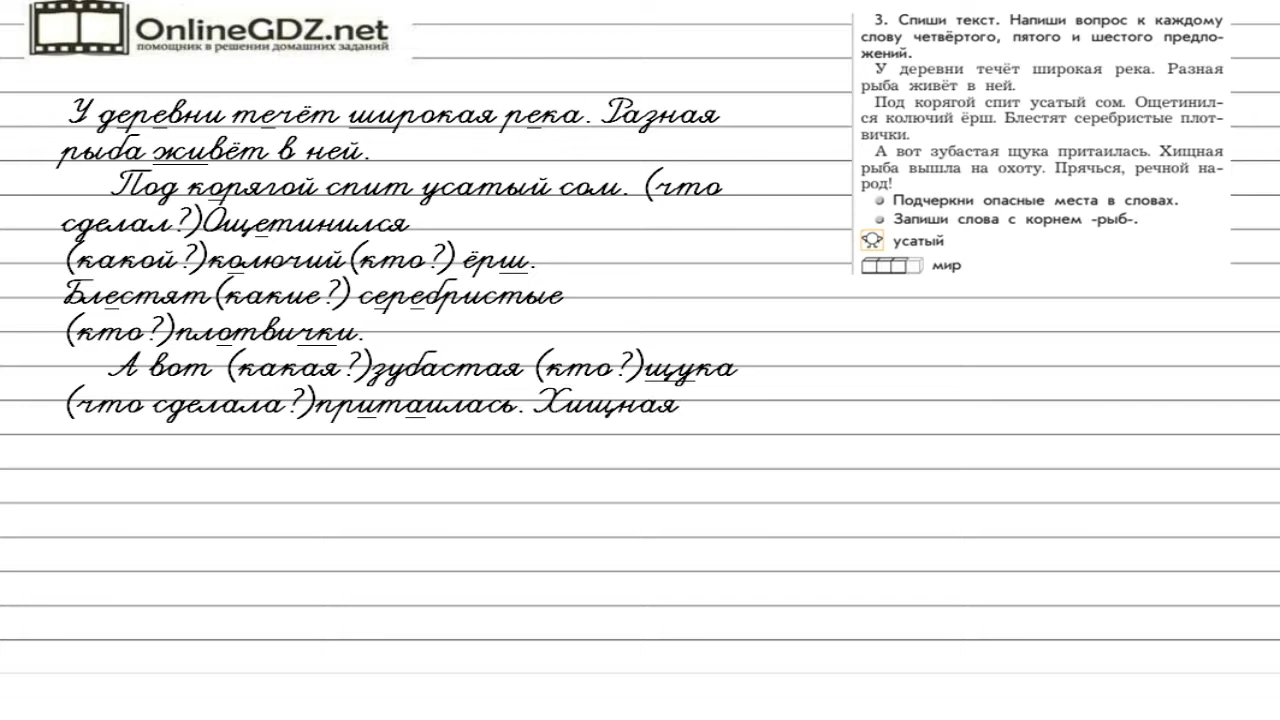 OnlineGDZ.net
помощник в решении домашних заданий
У деревни течёт широкая река. Разная
рыба живёт в ней.
Под корягой спит усатый сом. (что
сделал?)Ощетинился
(какой?)колючий(кто?) ёрш.
Блестят(какие?) серебристые
(кто?)плотвички.
А вот (какая?)зубастая (кто?)щука
(что сделала?)притаилась. Хищная
3. Спиши текст. Напиши вопрос к каждому
слову четвёртого, пятого и шестого предло-
жений.
У деревни течёт широкая река. Разная
рыба живёт в ней.
Под корягой спит усатый сом. Ощетинил-
ся колючий ёрш. Блестят серебристые плот-
вички.
А вот зубастая щука притаилась. Хищная
рыба вышла на охоту. Прячься, речной на-
род!
Подчеркни опасные места в словах.
Запиши слова с корнем -рыб-.
усатый
мир